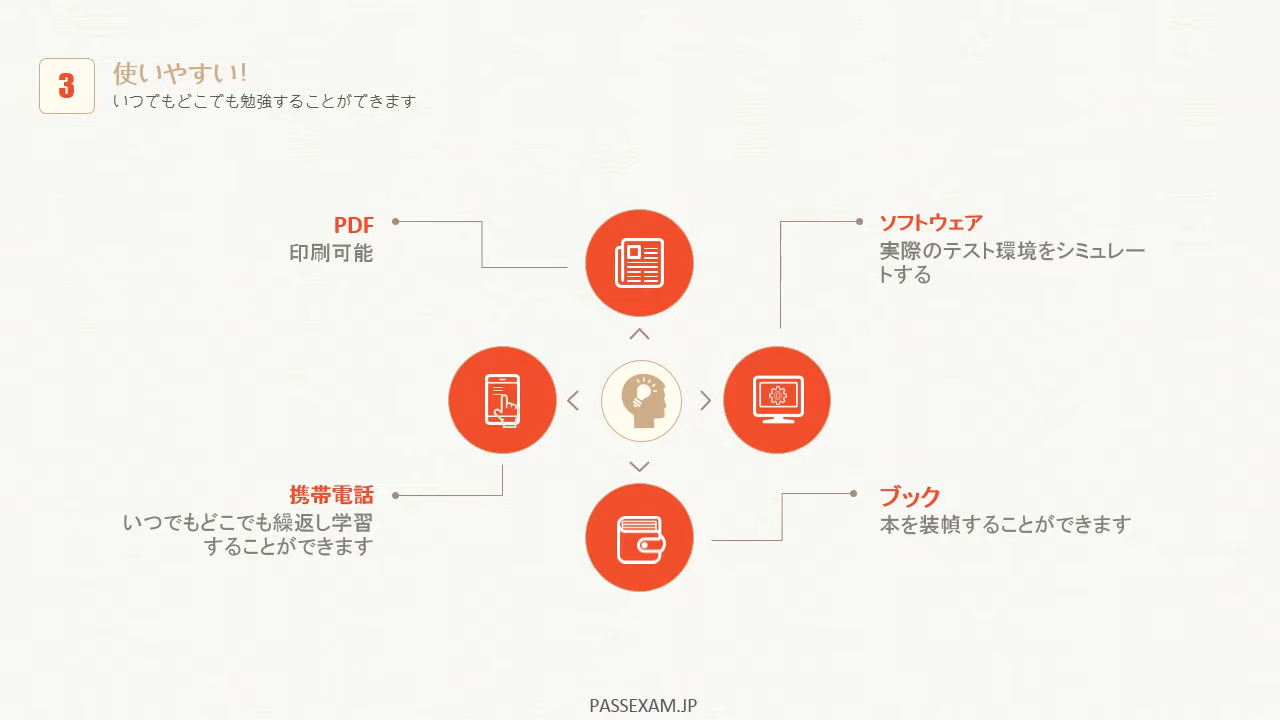 3
使いやすい!
いつでもどこでも勉強することができます
PDF
印刷可能
ソフトウェア
実際のテスト環境をシミュレー
トする
携帯電話
いつでもどこでも繰返し学習
することができます
ブック
本を装幀することができます
PASSEXAM.JP